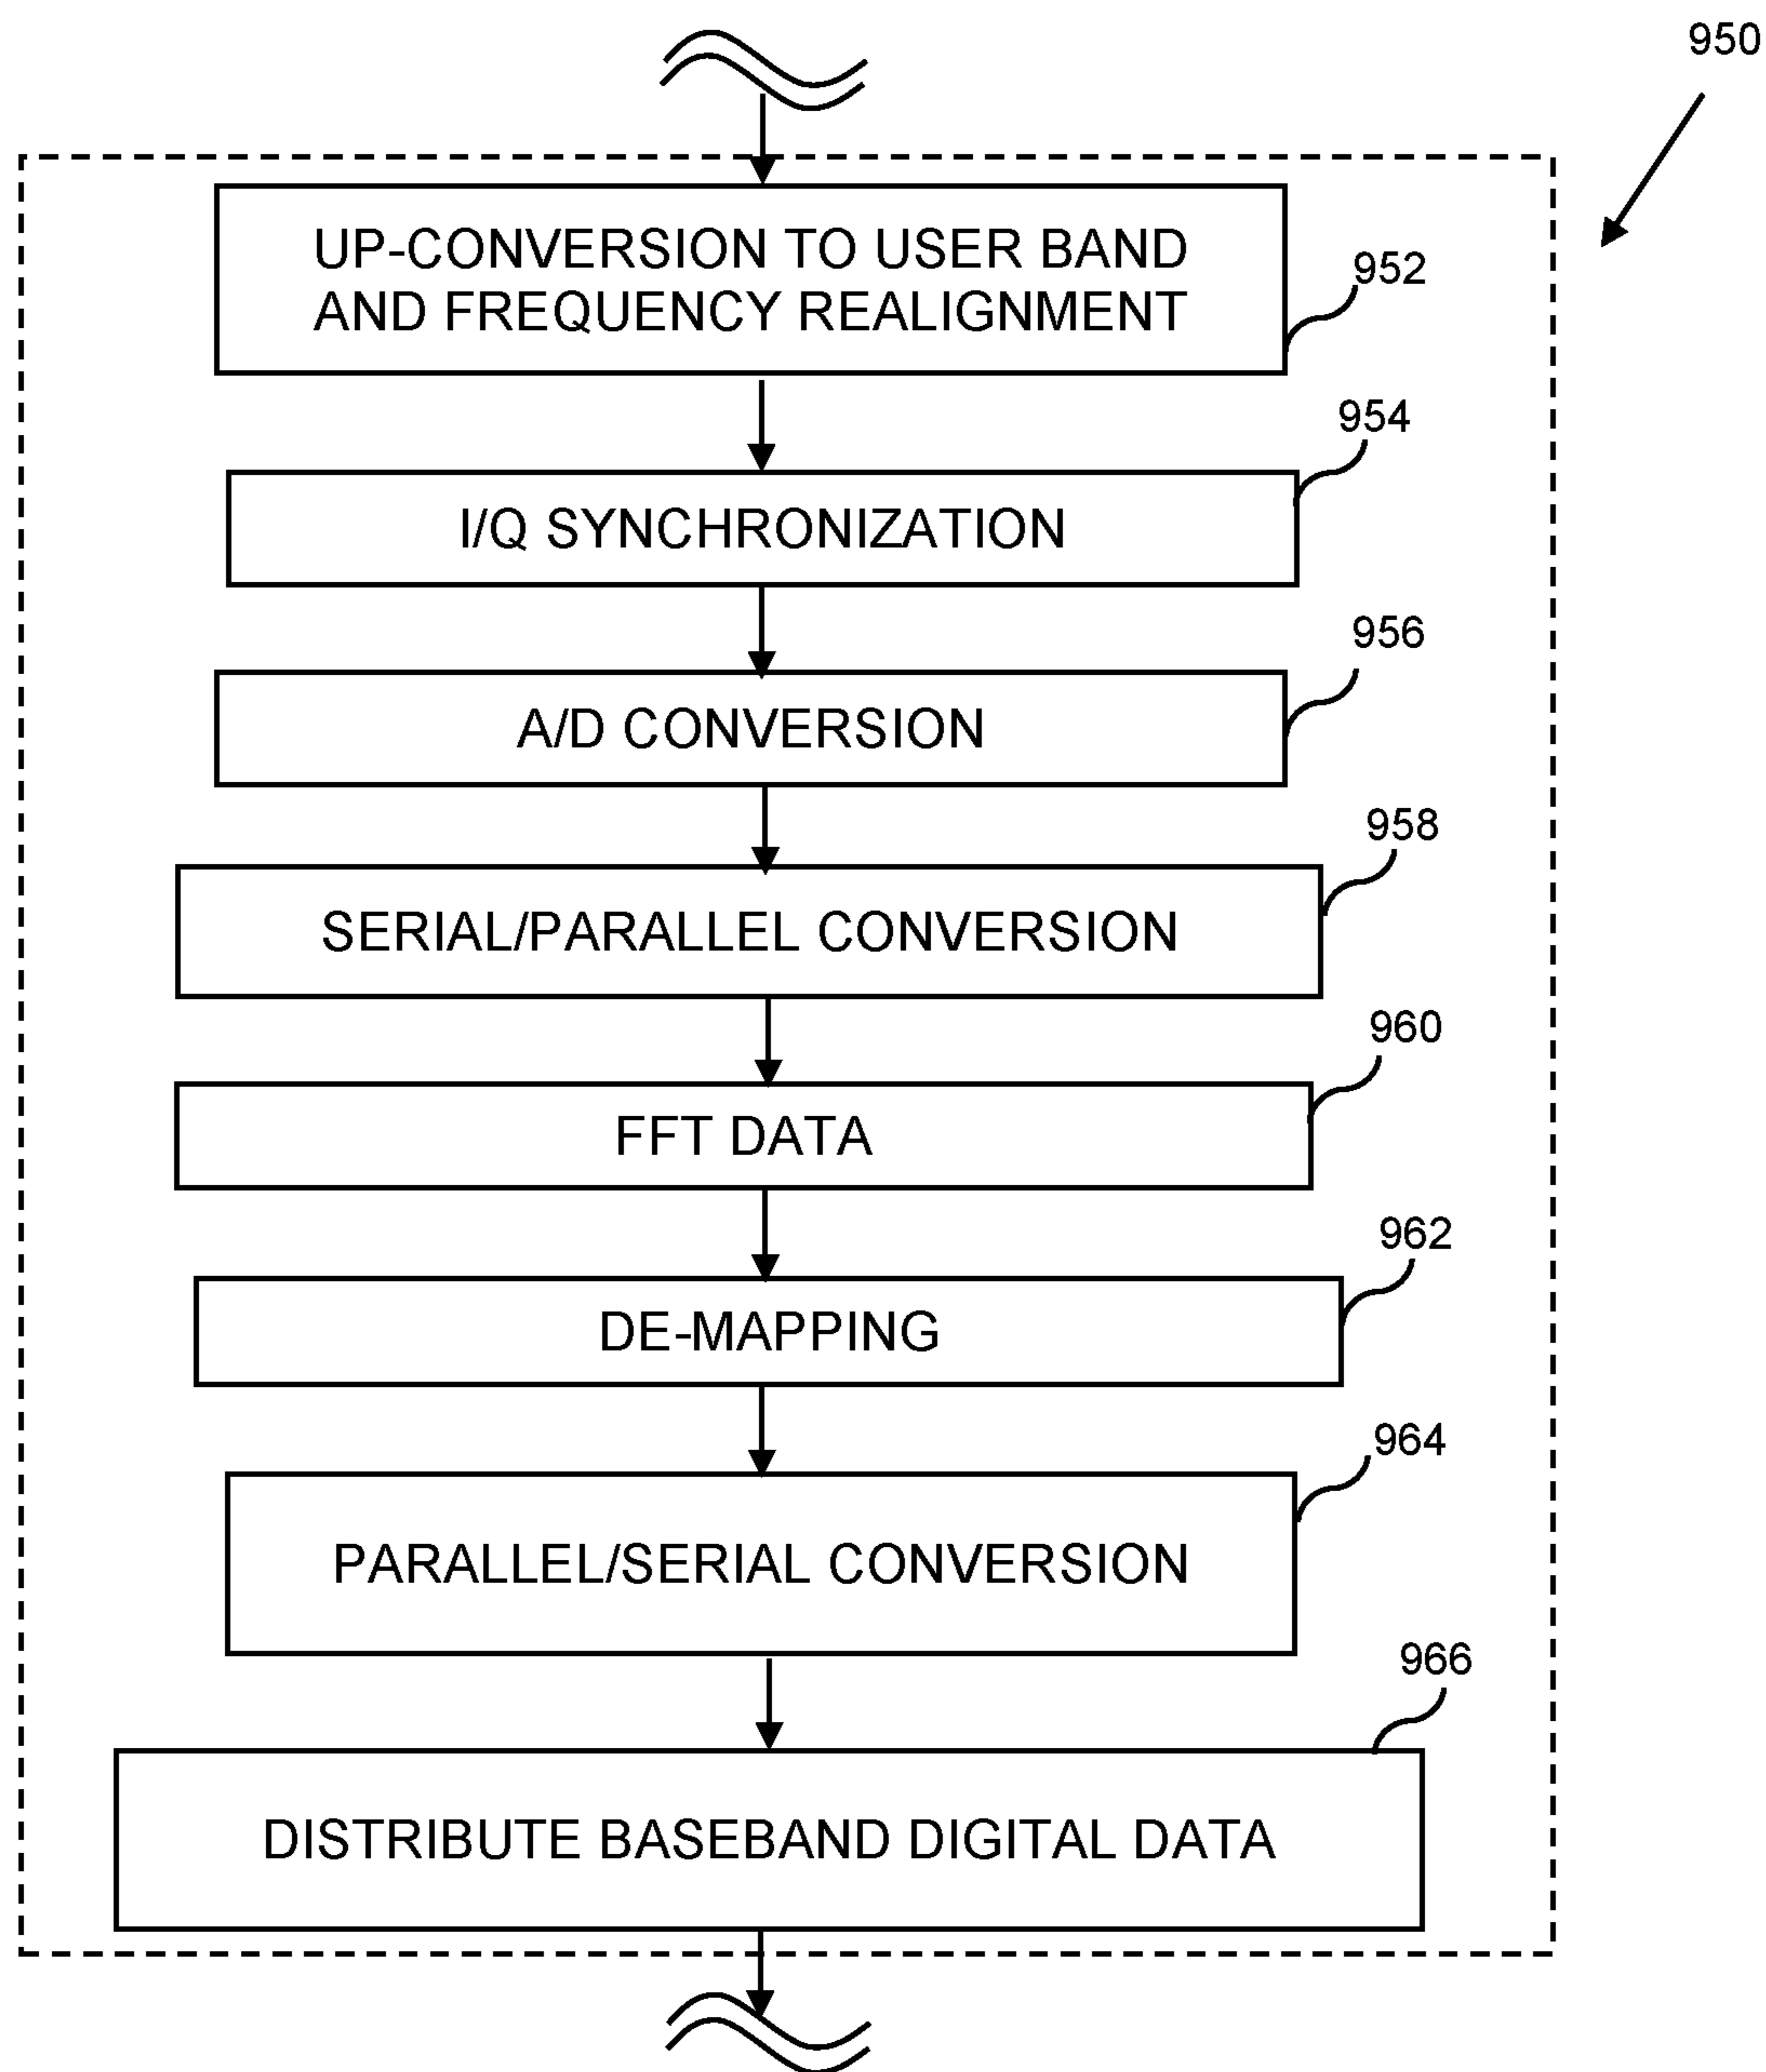 950
UP-CONVERSION TO USER BAND
AND FREQUENCY REALIGNMENT
952
954
I/Q SYNCHRONIZATION
956
A/D CONVERSION
958
SERIAL/PARALLEL CONVERSION
960
FFT DATA
962
DE-MAPPING
964
PARALLEL/SERIAL CONVERSION
966
DISTRIBUTE BASEBAND DIGITAL DATA